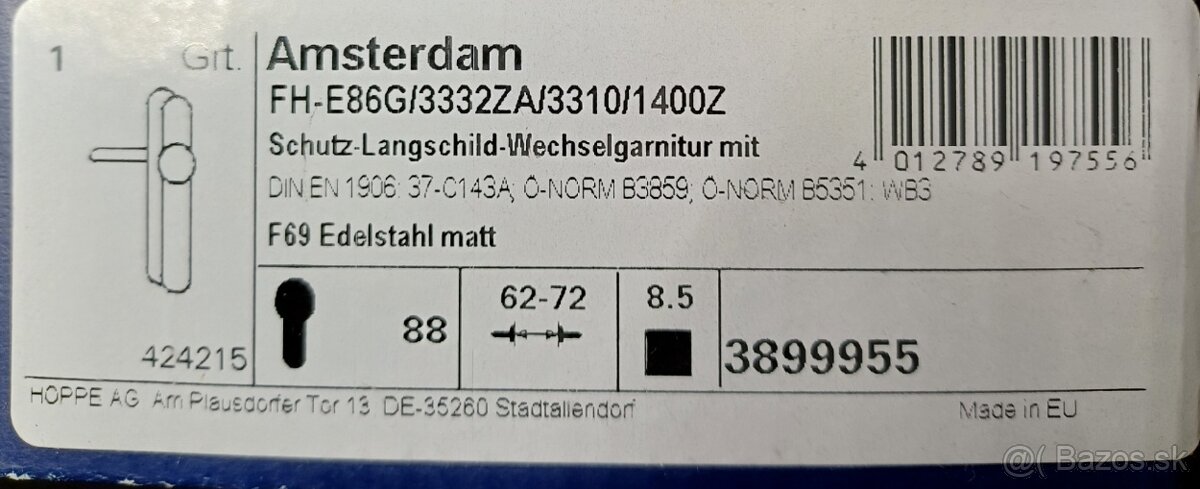 1 Grt.
Amsterdam
FH-E86G/3332ZA/3310/1400Z
Schutz-Langschild-Wechselgarnitur mit
DIN EN 1906: 37-C143A; Ö-NORM B3859; Ö-NORM B5351: WB3
F69 Edelstahl matt
4 012789 197556
424215
88
62-72
8.5
3899955
HOPPE AG Am Plausdorfer Tor 13 DE-35260 Stadtallendorf
Made in EU
@( Bazos.sk